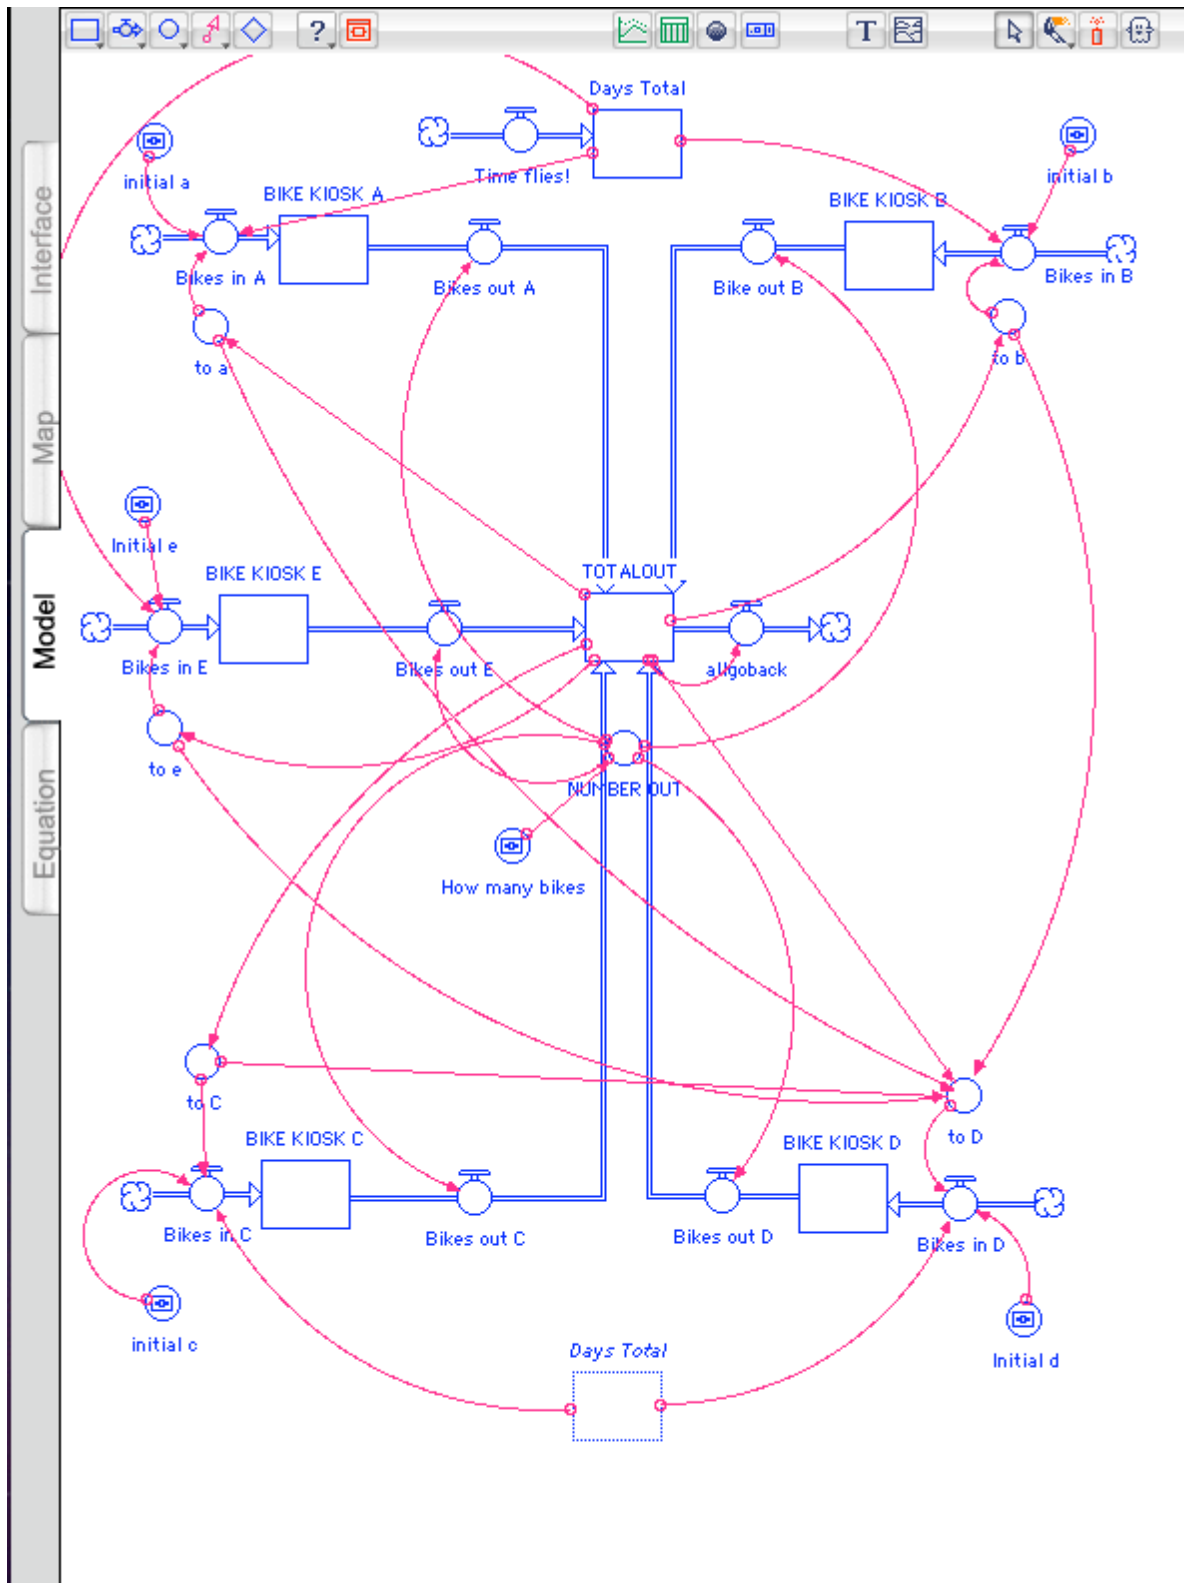 ?
T
Interface
Map
Model
Equation
Days Total
Time flies!
initial a
initial b
BIKE KIOSK A
BIKE KIOSK B
Bikes in A
Bikes out A
Bike out B
Bikes in B
to a
to b
Initial e
BIKE KIOSK E
TOTALOUT
Bikes in E
Bikes out E
allgoback
to e
NUMBER OUT
How many bikes
to C
to D
BIKE KIOSK C
BIKE KIOSK D
Bikes in C
Bikes out C
Bikes out D
Bikes in D
initial c
Initial d
Days Total